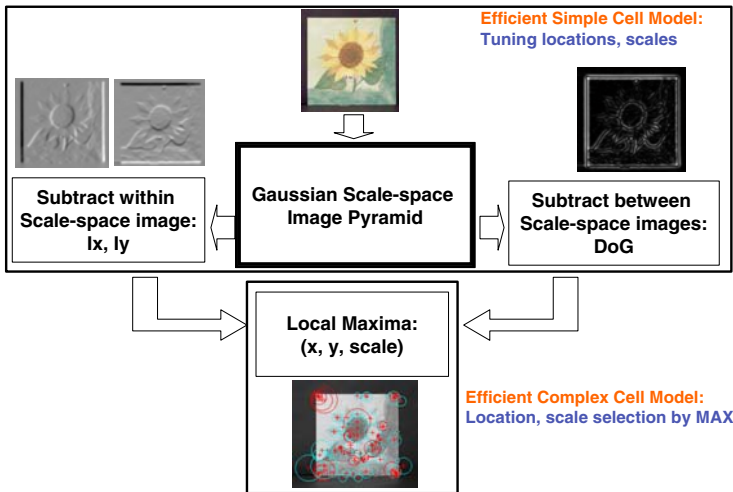 Efficient Simple Cell Model:
Tuning locations, scales
Subtract within
Scale-space image:
Ix, Iy
Gaussian Scale-space
Image Pyramid
Subtract between
Scale-space images:
DoG
Local Maxima:
(x, y, scale)
Efficient Complex Cell Model:
Location, scale selection by MAX